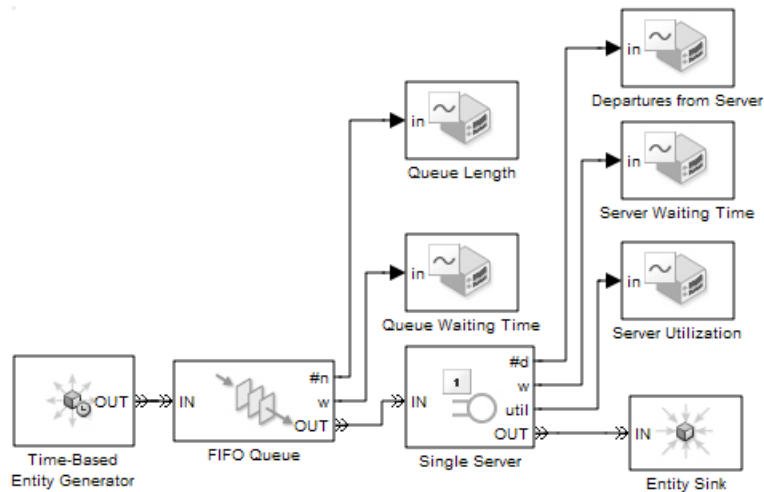 in
Departures from Server
in
Queue Length
in
Server Waiting Time
in
Queue Waiting Time
in
Server Utilization
OUT
Time-Based
Entity Generator
IN
#n
w
OUT
FIFO Queue
IN
1
#d
w
util
OUT
Single Server
IN
Entity Sink